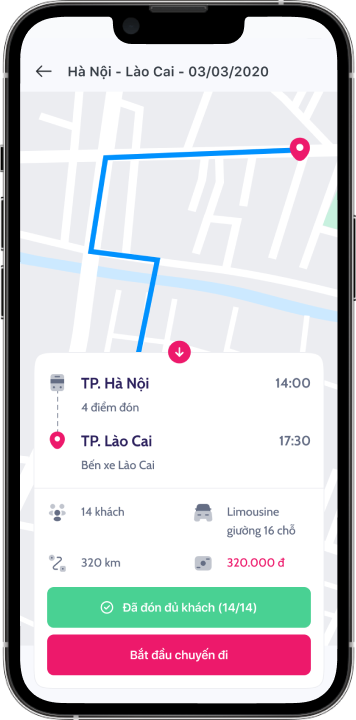 Hà Nội - Lào Cai - 03/03/2020
TP. Hà Nội 14:00
4 điểm đón
TP. Lào Cai 17:30
Bến xe Lào Cai
14 khách
Limousine
giường 16 chỗ
320 km
320.000 đ
Đã đón đủ khách (14/14)
Bắt đầu chuyến đi